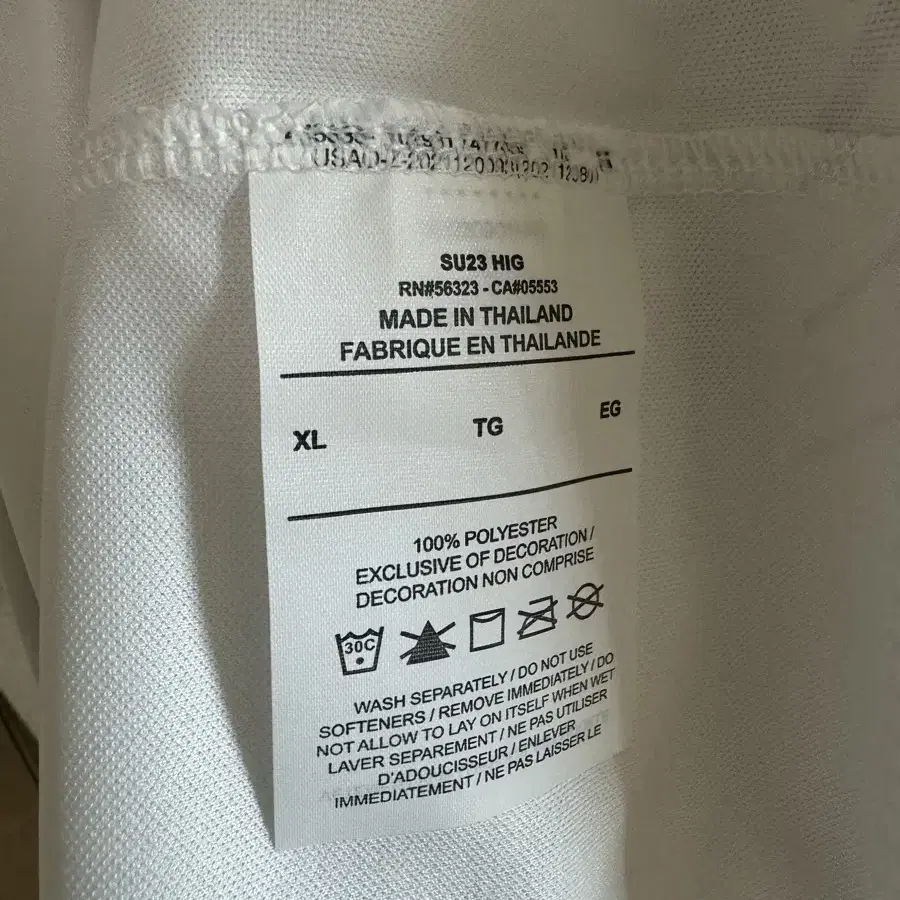 SU23 HIG
RN#56323 - CA#05553
MADE IN THAILAND
FABRIQUE EN THAILANDE
XL TG EG
100% POLYESTER
EXCLUSIVE OF DECORATION /
DECORATION NON COMPRISE
30C
WASH SEPARATELY / DO NOT USE
SOFTENERS / REMOVE IMMEDIATELY / DO
NOT ALLOW TO LAY ON ITSELF WHEN WET
LAVER SEPAREMENT / NE PAS UTILISER
D'ADOUCISSEUR / ENLEVER
IMMEDIATEMENT / NE PAS LAISSER LE